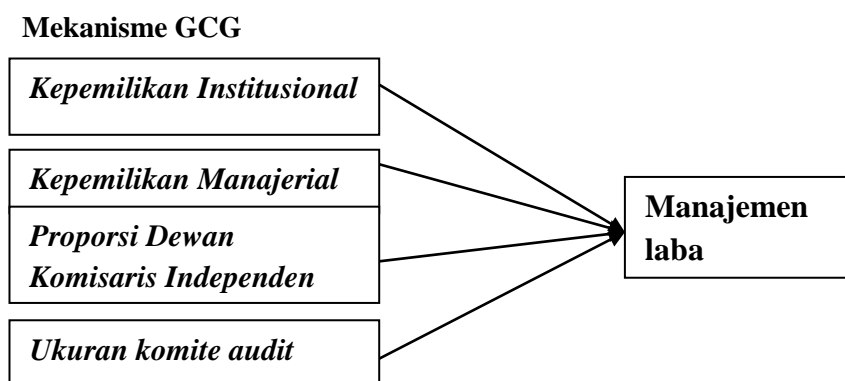 Mekanisme GCG
Kepemilikan Institusional
Kepemilikan Manajerial
Proporsi Dewan
Komisaris Independen
Ukuran komite audit
Manajemen
laba